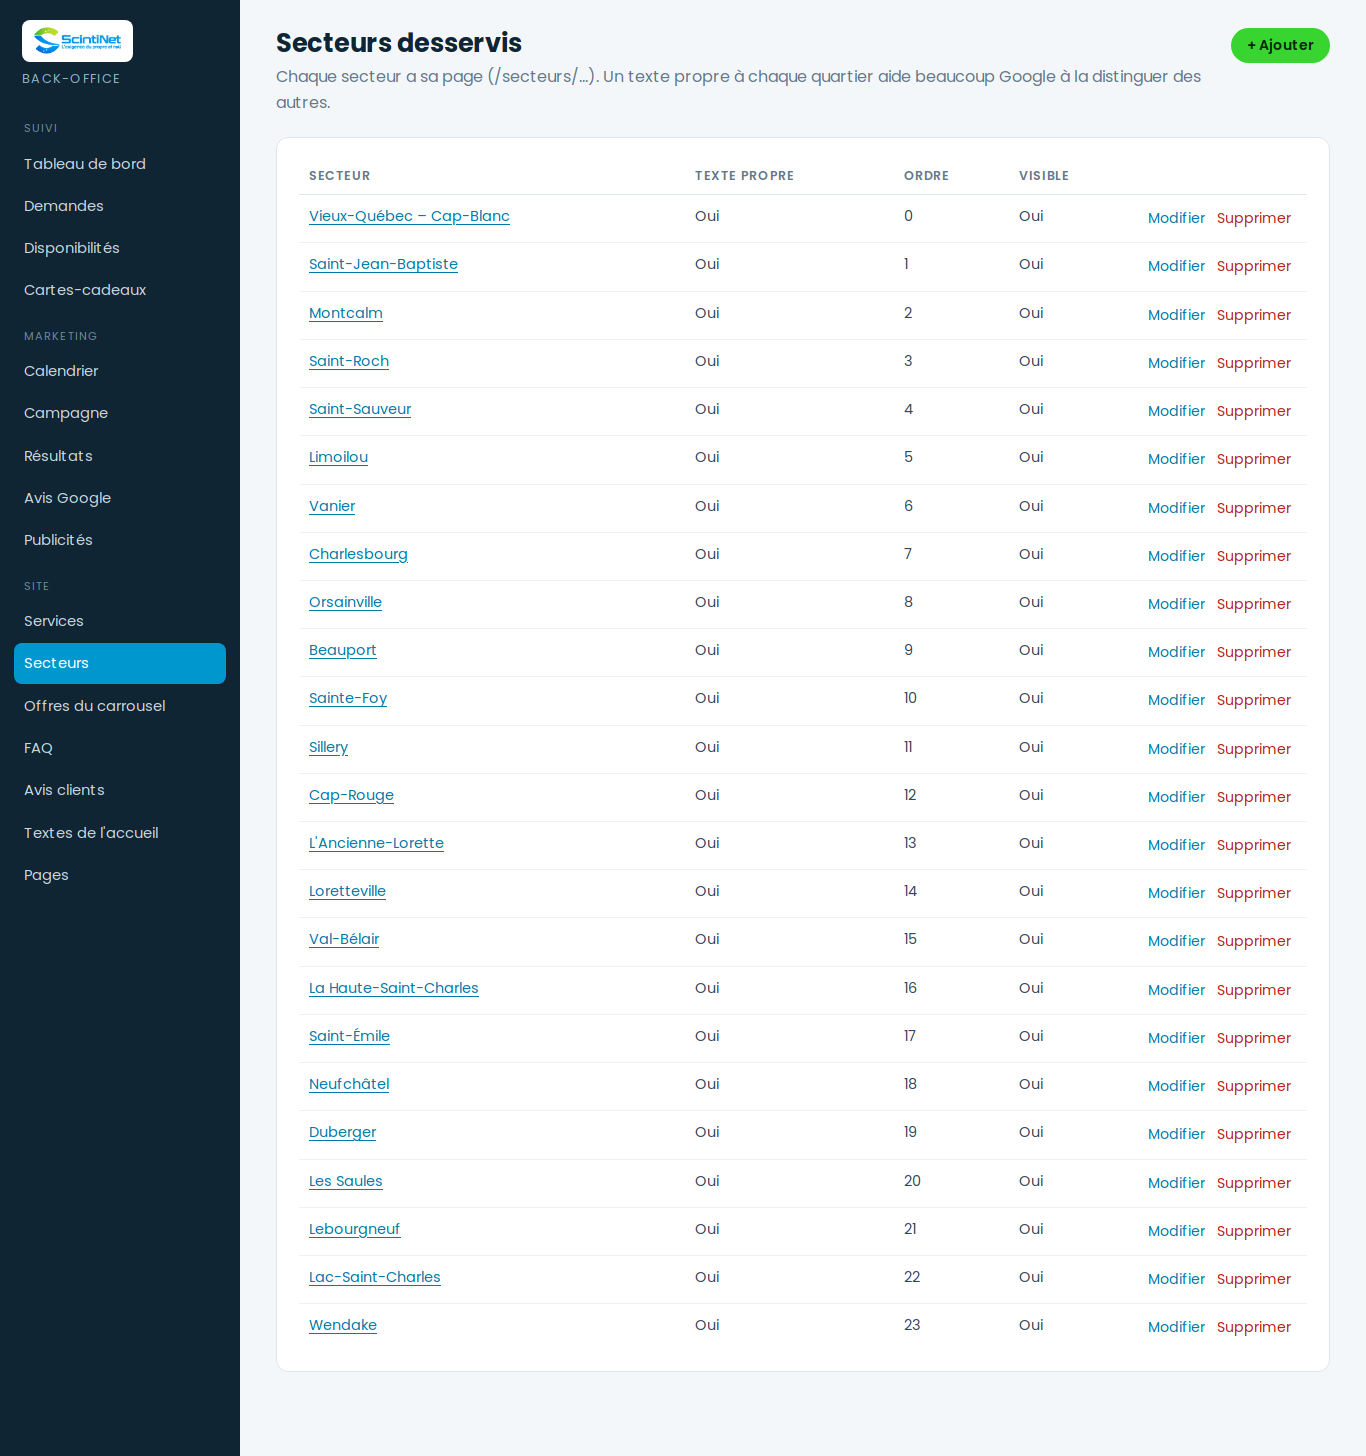 ScintiNet
L'exigence du propre et net
BACK-OFFICE
SUIVI
Tableau de bord
Demandes
Disponibilités
Cartes-cadeaux
MARKETING
Calendrier
Campagne
Résultats
Avis Google
Publicités
SITE
Services
Secteurs
Offres du carrousel
FAQ
Avis clients
Textes de l'accueil
Pages
Secteurs desservis
+ Ajouter
Chaque secteur a sa page (/secteurs/…). Un texte propre à chaque quartier aide beaucoup Google à la distinguer des
autres.
SECTEUR TEXTE PROPRE ORDRE VISIBLE
Vieux-Québec – Cap-Blanc Oui 0 Oui Modifier Supprimer
Saint-Jean-Baptiste Oui 1 Oui Modifier Supprimer
Montcalm Oui 2 Oui Modifier Supprimer
Saint-Roch Oui 3 Oui Modifier Supprimer
Saint-Sauveur Oui 4 Oui Modifier Supprimer
Limoilou Oui 5 Oui Modifier Supprimer
Vanier Oui 6 Oui Modifier Supprimer
Charlesbourg Oui 7 Oui Modifier Supprimer
Orsainville Oui 8 Oui Modifier Supprimer
Beauport Oui 9 Oui Modifier Supprimer
Sainte-Foy Oui 10 Oui Modifier Supprimer
Sillery Oui 11 Oui Modifier Supprimer
Cap-Rouge Oui 12 Oui Modifier Supprimer
L'Ancienne-Lorette Oui 13 Oui Modifier Supprimer
Loretteville Oui 14 Oui Modifier Supprimer
Val-Bélair Oui 15 Oui Modifier Supprimer
La Haute-Saint-Charles Oui 16 Oui Modifier Supprimer
Saint-Émile Oui 17 Oui Modifier Supprimer
Neufchâtel Oui 18 Oui Modifier Supprimer
Duberger Oui 19 Oui Modifier Supprimer
Les Saules Oui 20 Oui Modifier Supprimer
Lebourgneuf Oui 21 Oui Modifier Supprimer
Lac-Saint-Charles Oui 22 Oui Modifier Supprimer
Wendake Oui 23 Oui Modifier Supprimer